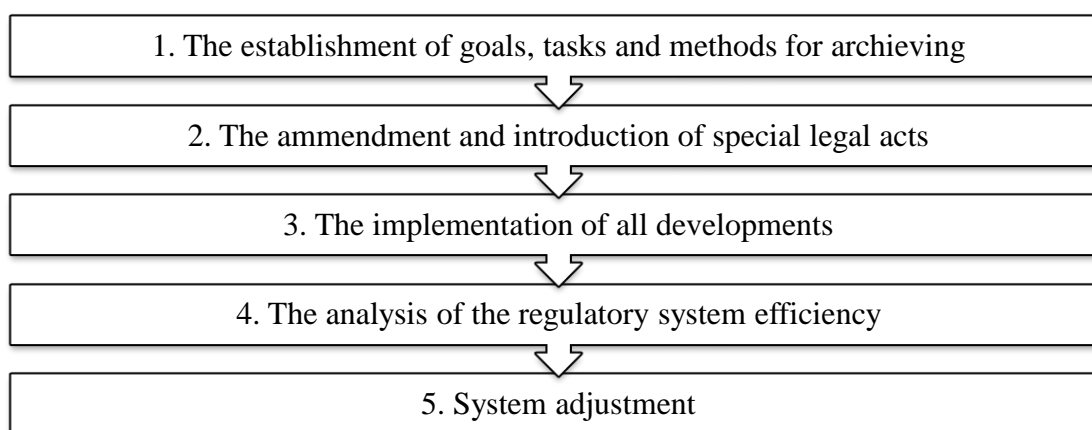 1. The establishment of goals, tasks and methods for archieving
2. The ammendment and introduction of special legal acts
3. The implementation of all developments
4. The analysis of the regulatory system efficiency
5. System adjustment